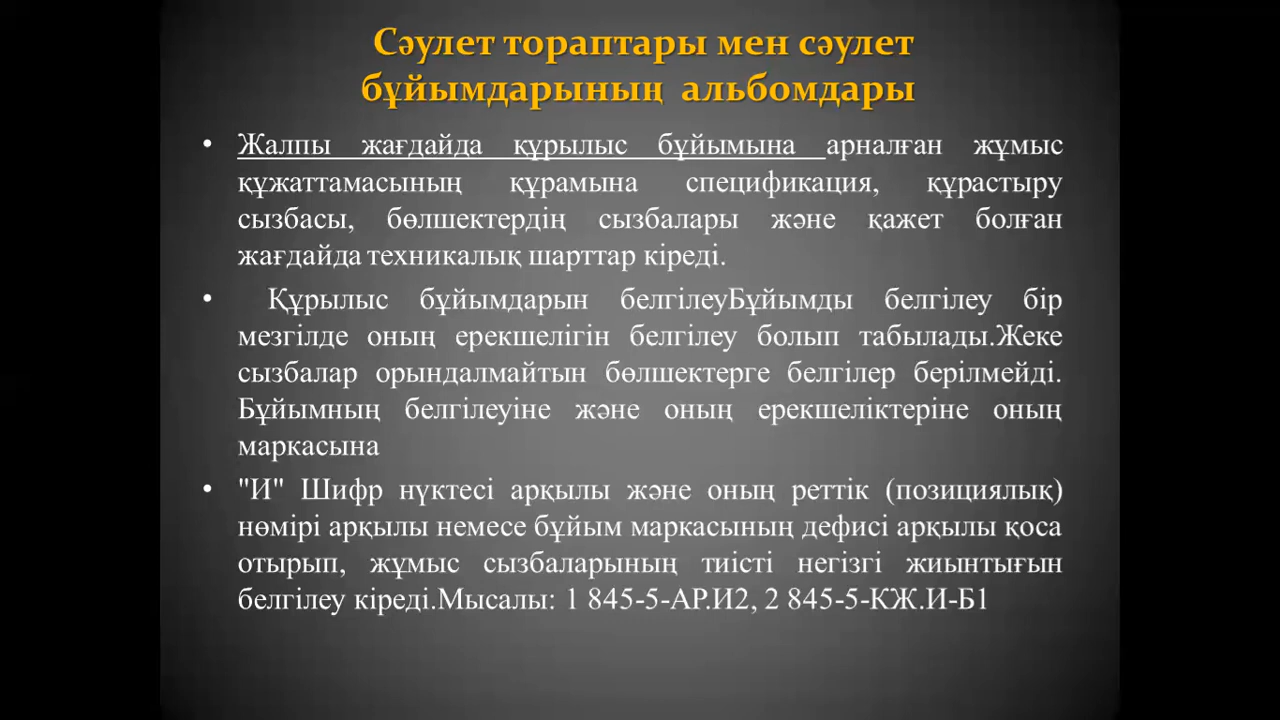 Сәулет тораптары мен сәулет
бұйымдарының альбомдары
• Жалпы жағдайда құрылыс бұйымына арналған жұмыс
құжаттамасының құрамына спецификация, құрастыру
сызбасы, бөлшектердің сызбалары және қажет болған
жағдайда техникалық шарттар кіреді.
• Құрылыс бұйымдарын белгілеуБұйымды белгілеу бір
мезгілде оның ерекшелігін белгілеу болып табылады.Жеке
сызбалар орындалмайтын бөлшектерге белгілер берілмейді.
Бұйымның белгілеуіне және оның ерекшеліктеріне оның
маркасына
• "И" Шифр нүктесі арқылы және оның реттік (позициялық)
нөмірі арқылы немесе бұйым маркасының дефисі арқылы қоса
отырып, жұмыс сызбаларының тиісті негізгі жиынтығын
белгілеу кіреді.Мысалы: 1 845-5-АР.И2, 2 845-5-КЖ.И-Б1